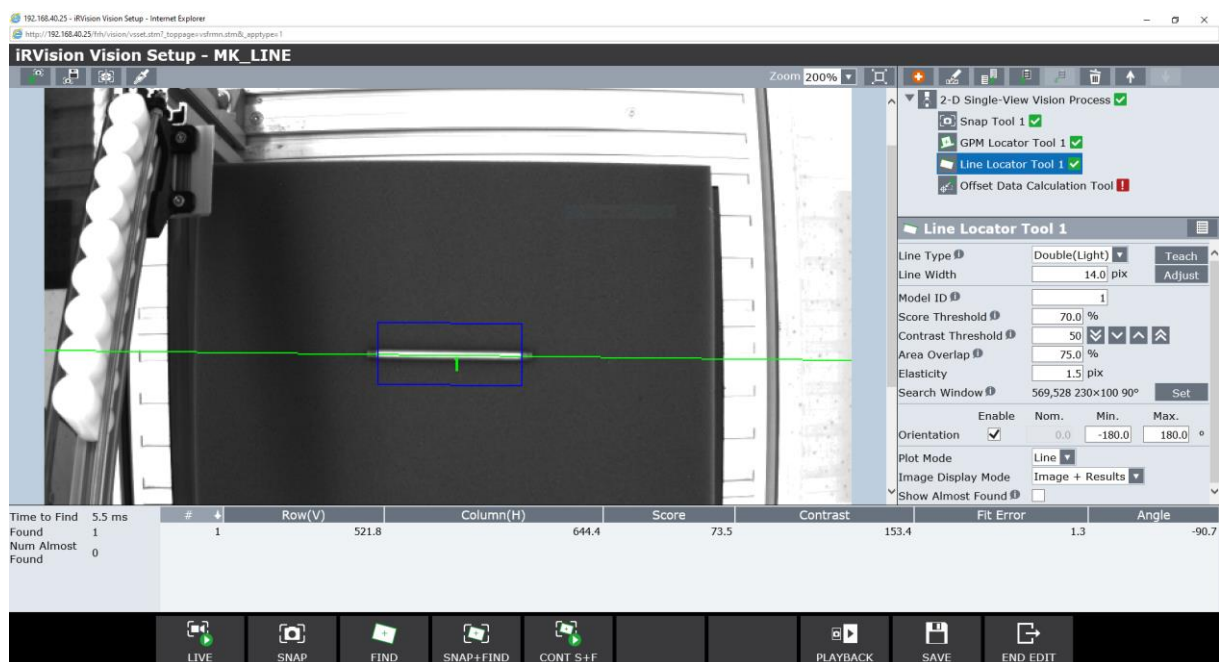 192.168.40.25 - iRVision Vision Setup - Internet Explorer
http://192.168.40.25/frh/vision/vsset.stm?_toppage=vsfrmn.stm&_apptype=1
iRVision Vision Setup - MK_LINE
Zoom 200%
2-D Single-View Vision Process
Snap Tool 1
GPM Locator Tool 1
Line Locator Tool 1
Offset Data Calculation Tool
Line Locator Tool 1
Line Type Double(Light) Teach
Line Width 14.0 pix Adjust
Model ID 1
Score Threshold 70.0 %
Contrast Threshold 50
Area Overlap 75.0 %
Elasticity 1.5 pix
Search Window 569,528 230×100 90° Set
Enable Nom. Min. Max.
Orientation 0.0 -180.0 180.0 °
Plot Mode Line
Image Display Mode Image + Results
Show Almost Found
Time to Find 5.5 ms
Found 1
Num Almost Found 0
# Row(V) Column(H) Score Contrast Fit Error Angle
1 521.8 644.4 73.5 153.4 1.3 -90.7
LIVE SNAP FIND SNAP+FIND CONT S+F PLAYBACK SAVE END EDIT